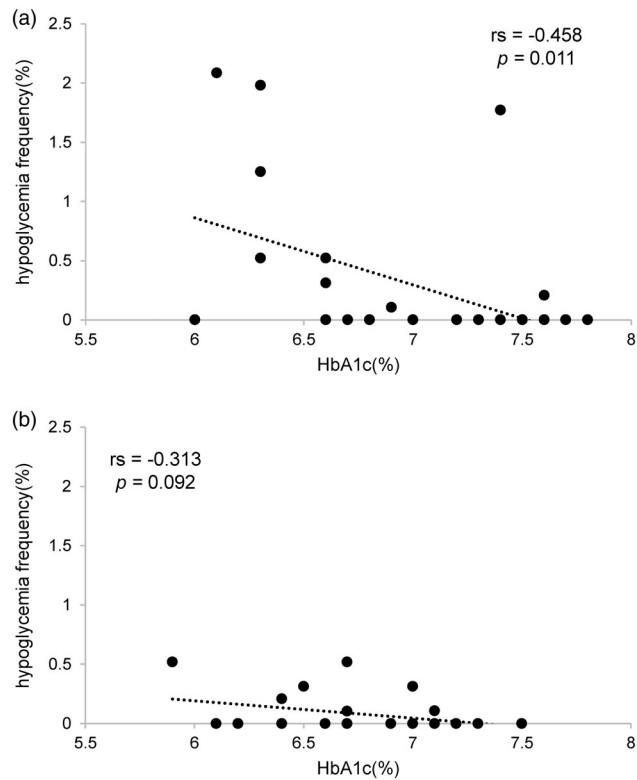 (a)
2.5
2
1.5
1
0.5
0
hypoglycemia frequency(%)
rs = -0.458
p = 0.011
5.5 6 6.5 7 7.5 8
HbA1c(%)
(b)
2.5
2
1.5
1
0.5
0
hypoglycemia frequency(%)
rs = -0.313
p = 0.092
5.5 6 6.5 7 7.5 8
HbA1c(%)